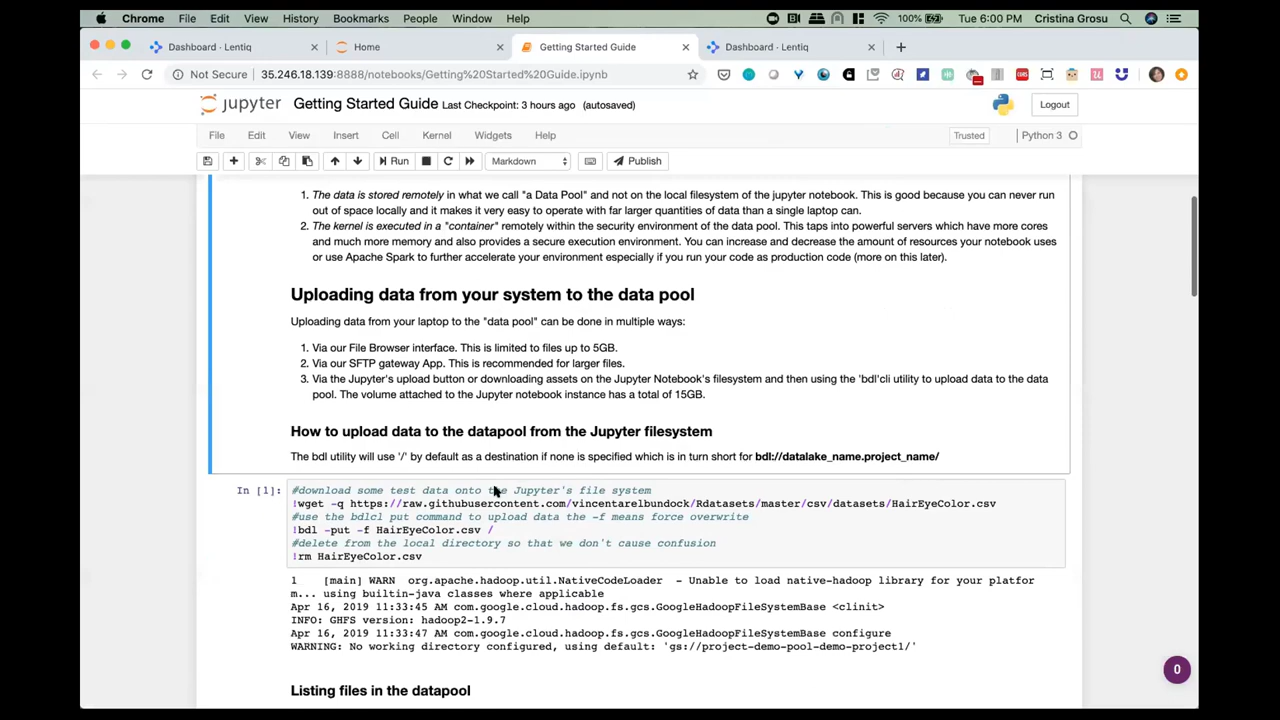 Chrome File Edit View History Bookmarks People Window Help 100% Tue 6:00 PM Cristina Grosu
Dashboard - Lentiq Home Getting Started Guide Dashboard - Lentiq
Not Secure 35.246.18.139:8888/notebooks/Getting%20Started%20Guide.ipynb
jupyter Getting Started Guide Last Checkpoint: 3 hours ago (autosaved) Logout
File Edit View Insert Cell Kernel Widgets Help Trusted Python 3
Run Markdown Publish
1. The data is stored remotely in what we call "a Data Pool" and not on the local filesystem of the jupyter notebook. This is good because you can never run
out of space locally and it makes it very easy to operate with far larger quantities of data than a single laptop can.
2. The kernel is executed in a "container" remotely within the security environment of the data pool. This taps into powerful servers which have more cores
and much more memory and also provides a secure execution environment. You can increase and decrease the amount of resources your notebook uses
or use Apache Spark to further accelerate your environment especially if you run your code as production code (more on this later).
Uploading data from your system to the data pool
Uploading data from your laptop to the "data pool" can be done in multiple ways:
1. Via our File Browser interface. This is limited to files up to 5GB.
2. Via our SFTP gateway App. This is recommended for larger files.
3. Via the Jupyter's upload button or downloading assets on the Jupyter Notebook's filesystem and then using the 'bdl'cli utility to upload data to the data
pool. The volume attached to the Jupyter notebook instance has a total of 15GB.
How to upload data to the datapool from the Jupyter filesystem
The bdl utility will use '/' by default as a destination if none is specified which is in turn short for bdl://datalake_name.project_name/
In [1]: #download some test data onto the Jupyter's file system
!wget -q https://raw.githubusercontent.com/vincentarelbundock/Rdatasets/master/csv/datasets/HairEyeColor.csv
#use the bdlcl put command to upload data the -f means force overwrite
!bdl -put -f HairEyeColor.csv /
#delete from the local directory so that we don't cause confusion
!rm HairEyeColor.csv
1 [main] WARN org.apache.hadoop.util.NativeCodeLoader - Unable to load native-hadoop library for your platfor
m... using builtin-java classes where applicable
Apr 16, 2019 11:33:45 AM com.google.cloud.hadoop.fs.gcs.GoogleHadoopFileSystemBase <clinit>
INFO: GHFS version: hadoop2-1.9.7
Apr 16, 2019 11:33:47 AM com.google.cloud.hadoop.fs.gcs.GoogleHadoopFileSystemBase configure
WARNING: No working directory configured, using default: 'gs://project-demo-pool-demo-project1/'
0
Listing files in the datapool